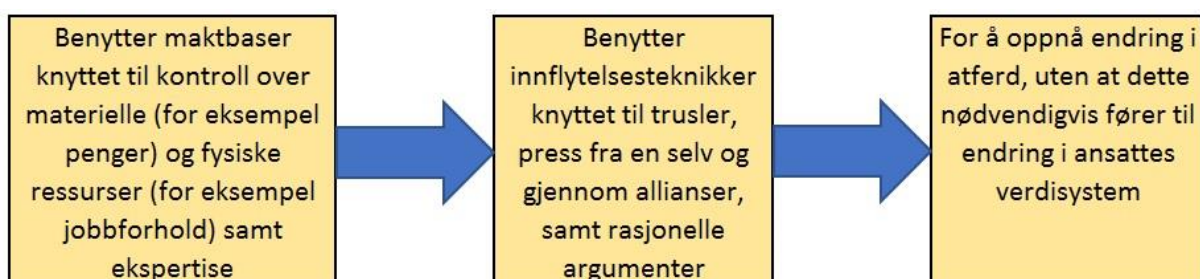 Benytter maktbaser
knyttet til kontroll over
materielle (for eksempel
penger) og fysiske
ressurser (for eksempel
jobbforhold) samt
ekspertise
Benytter
innflytelsesteknikker
knyttet til trusler,
press fra en selv og
gjennom allianser,
samt rasjonelle
argumenter
For å oppnå endring i
atferd, uten at dette
nødvendigvis fører til
endring i ansattes
verdisystem